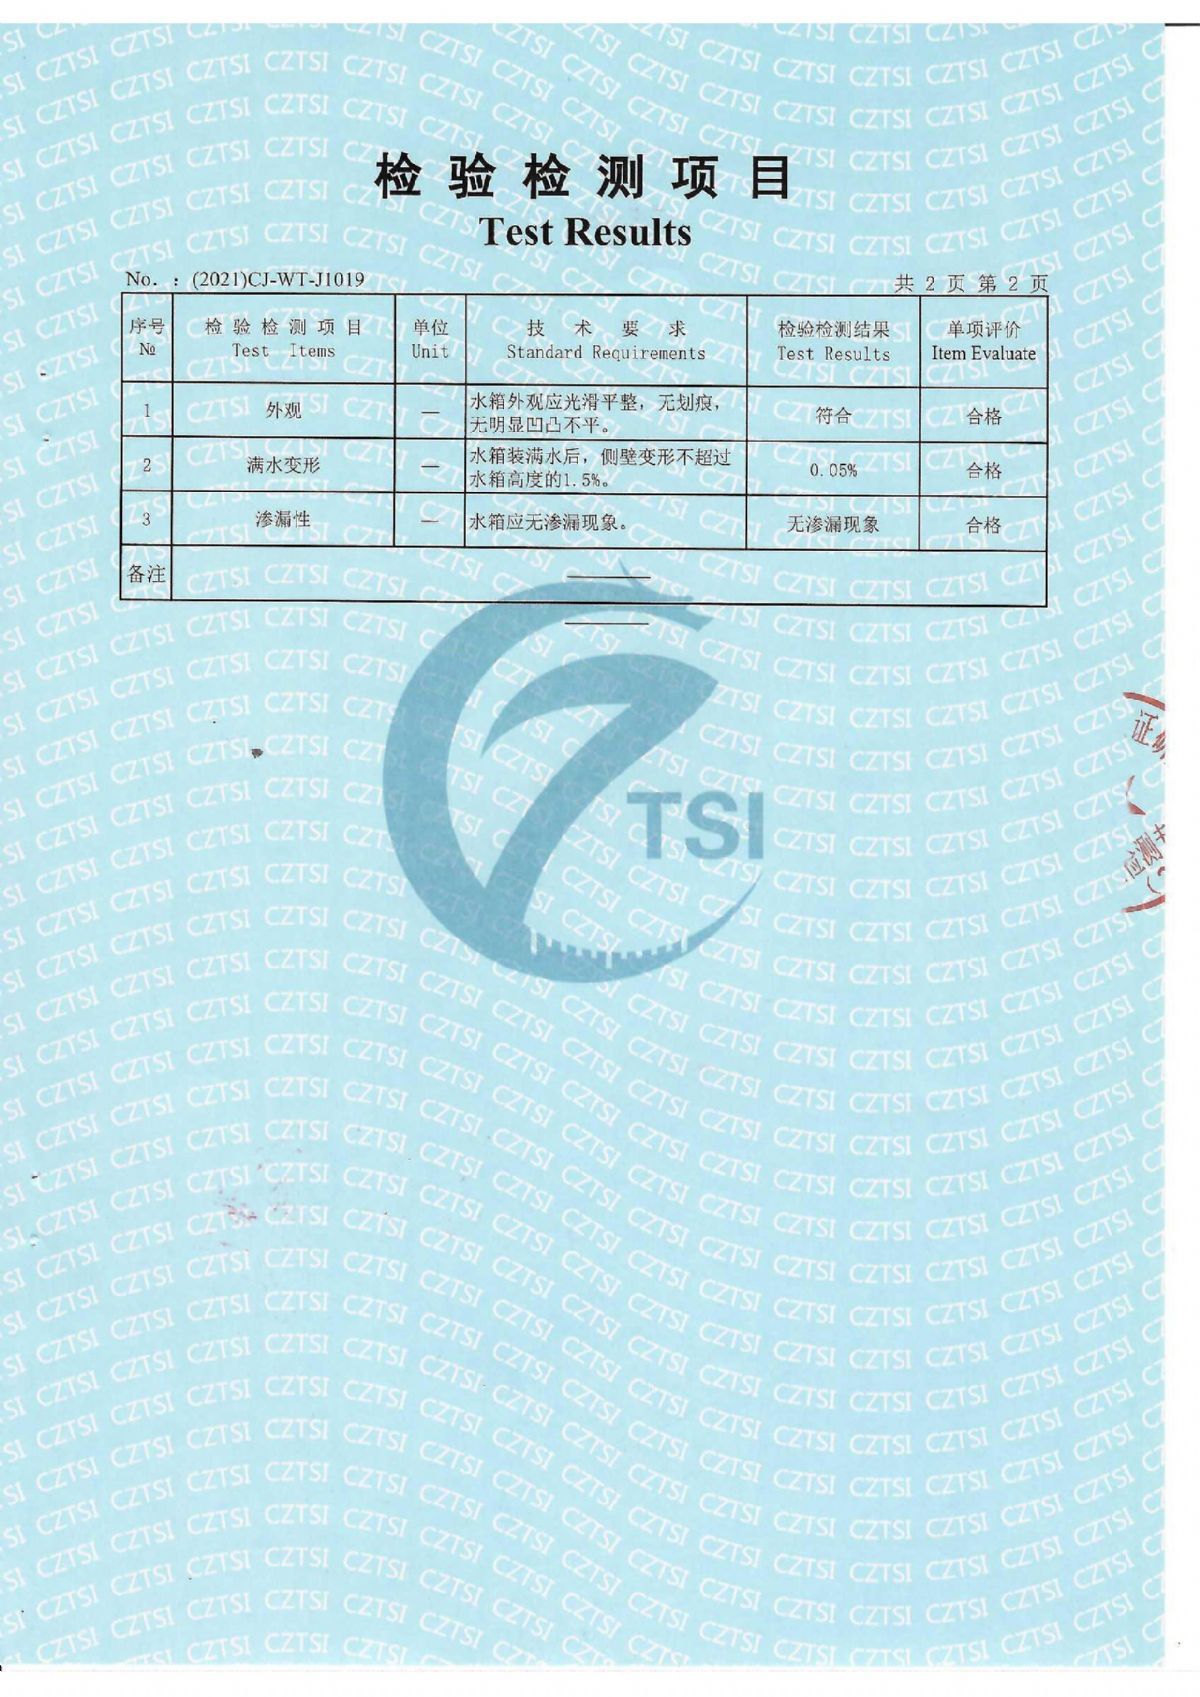 检验检测项目
Test Results
No. : (2021)CJ-WT-J1019
共 2 页 第 2 页
序号 检验检测项目 单位 技术要求 检验检测结果 单项评价
№ Test Items Unit Standard Requirements Test Results Item Evaluate
1 外观 — 水箱外观应光滑平整，无划痕，无明显凹凸不平。 符合 合格
2 满水变形 — 水箱装满水后，侧壁变形不超过水箱高度的1.5%。 0.05% 合格
3 渗漏性 — 水箱应无渗漏现象。 无渗漏现象 合格
备注
TSI
CZTSI